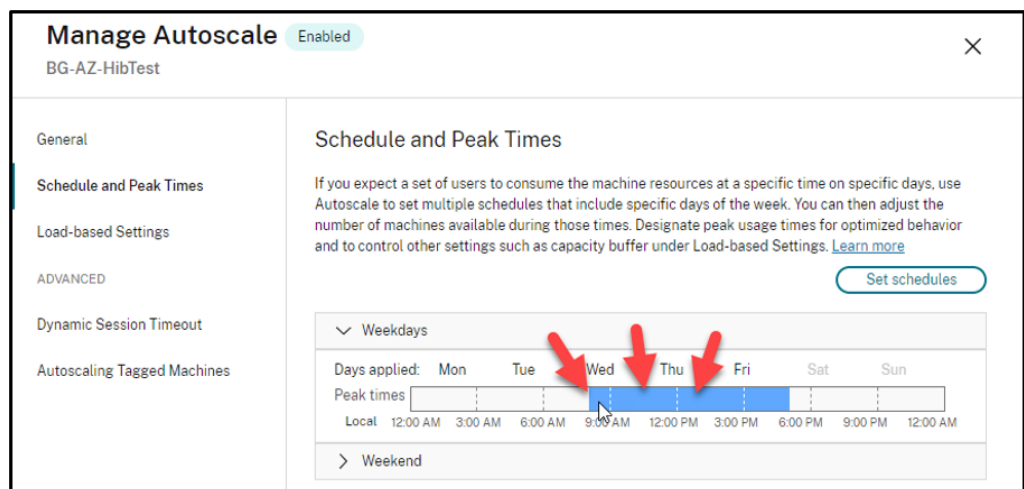 Manage Autoscale Enabled
BG-AZ-HibTest
General
Schedule and Peak Times
Load-based Settings
ADVANCED
Dynamic Session Timeout
Autoscaling Tagged Machines
Schedule and Peak Times
If you expect a set of users to consume the machine resources at a specific time on specific days, use
Autoscale to set multiple schedules that include specific days of the week. You can then adjust the
number of machines available during those times. Designate peak usage times for optimized behavior
and to control other settings such as capacity buffer under Load-based Settings. Learn more
Set schedules
Weekdays
Days applied: Mon Tue Wed Thu Fri Sat Sun
Peak times
Local 12:00 AM 3:00 AM 6:00 AM 9:00 AM 12:00 PM 3:00 PM 6:00 PM 9:00 PM 12:00 AM
Weekend